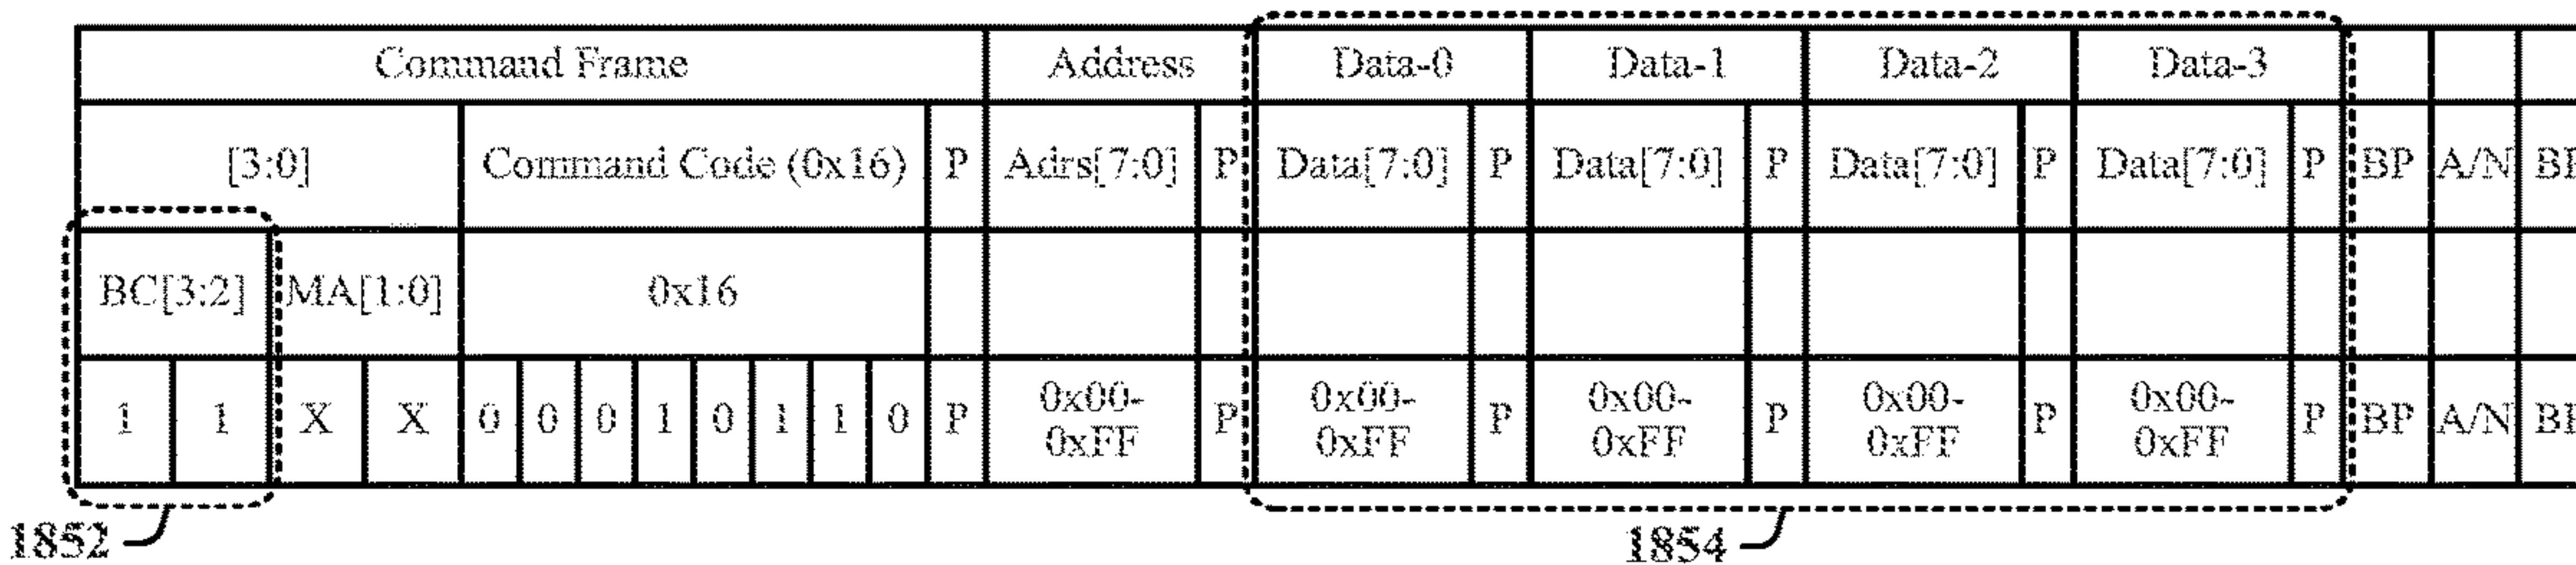 Command Frame Address Data-0 Data-1 Data-2 Data-3
[3:0] Command Code (0x16) P Adrs[7:0] P Data[7:0] P Data[7:0] P Data[7:0] P Data[7:0] P BP A/N
BC[3:2] MA[1:0] 0x16
1 1 X X 0 0 0 1 0 1 1 0 P 0x00- P 0x00- P 0x00- P 0x00- P 0x00- P BP A/N
0xFF 0xFF 0xFF 0xFF 0xFF
1852 1854